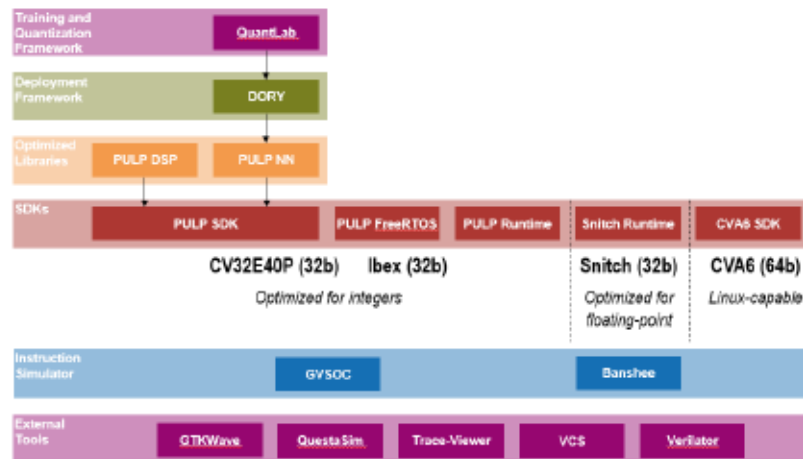 Training and
Quantization
Framework
QuantLab
Deployment
Framework
DORY
Optimized
Libraries
PULP DSP
PULP NN
SDKs
PULP SDK
PULP FreeRTOS
PULP Runtime
Snitch Runtime
CVA6 SDK
CV32E40P (32b)
Ibex (32b)
Snitch (32b)
CVA6 (64b)
Optimized for integers
Optimized for
floating-point
Linux-capable
Instruction
Simulator
GVSOC
Banshee
External
Tools
GTKWave
QuestaSim
Trace-Viewer
VCS
Verilator